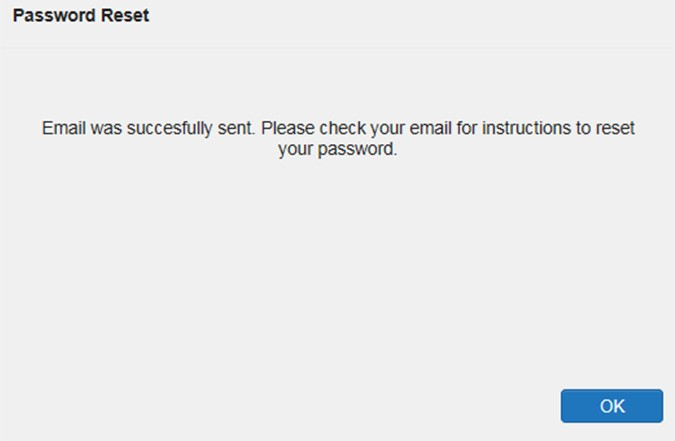 Password Reset
Email was succesfully sent. Please check your email for instructions to reset
your password.
OK